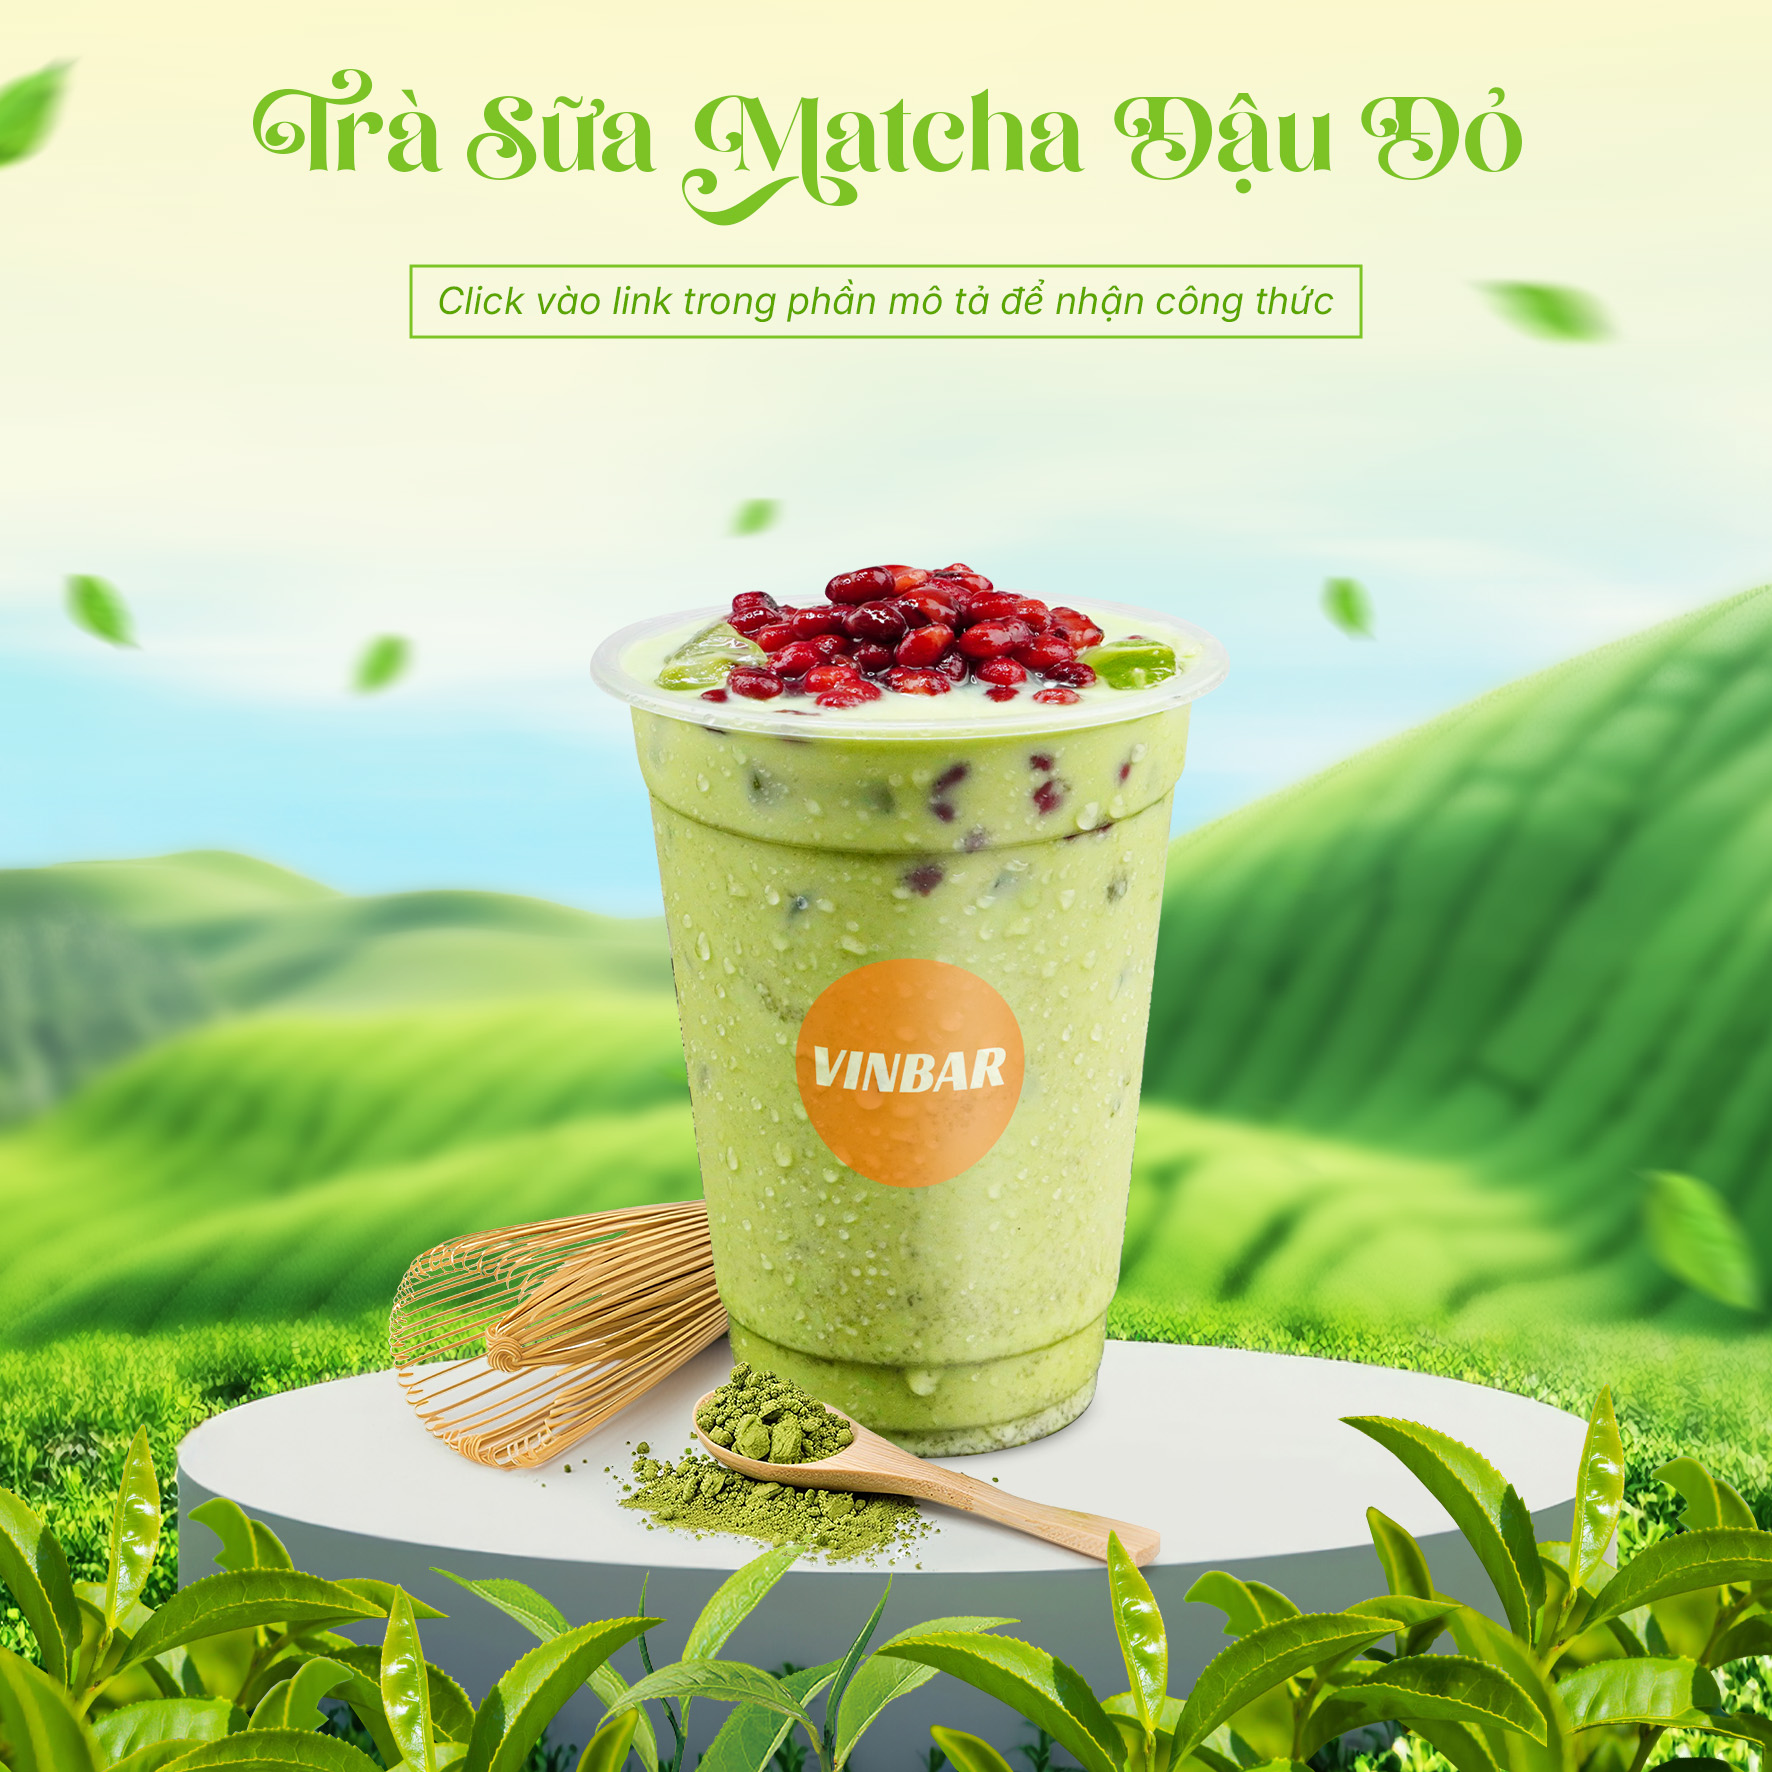 Trà Sữa Matcha Đậu Đỏ
Click vào link trong phần mô tả để nhận công thức
VINBAR